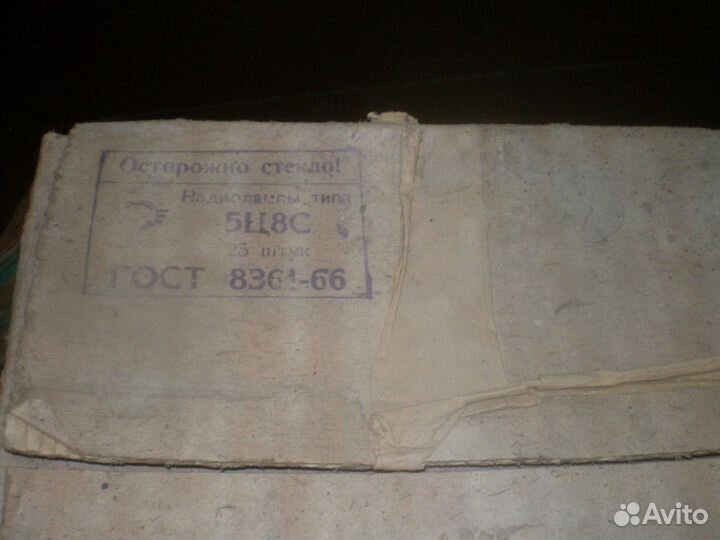 Осторожно стекло!
Радиолампы типа
5Ц8С
25 штук
ГОСТ 8361-66
Avito